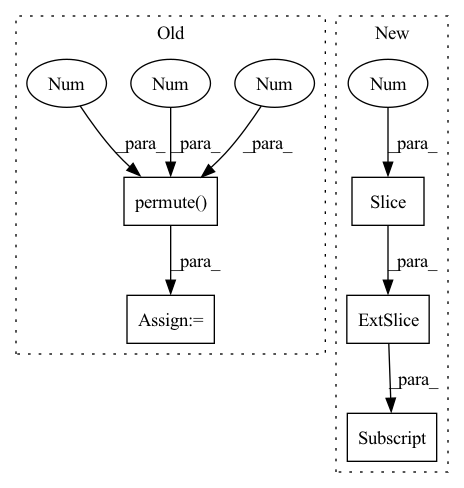 Old
New
Num
Num
Num
Num
_para_
_para_
_para_
_para_
permute()
Slice
_para_
_para_
Assign:=
ExtSlice
_para_
Subscript